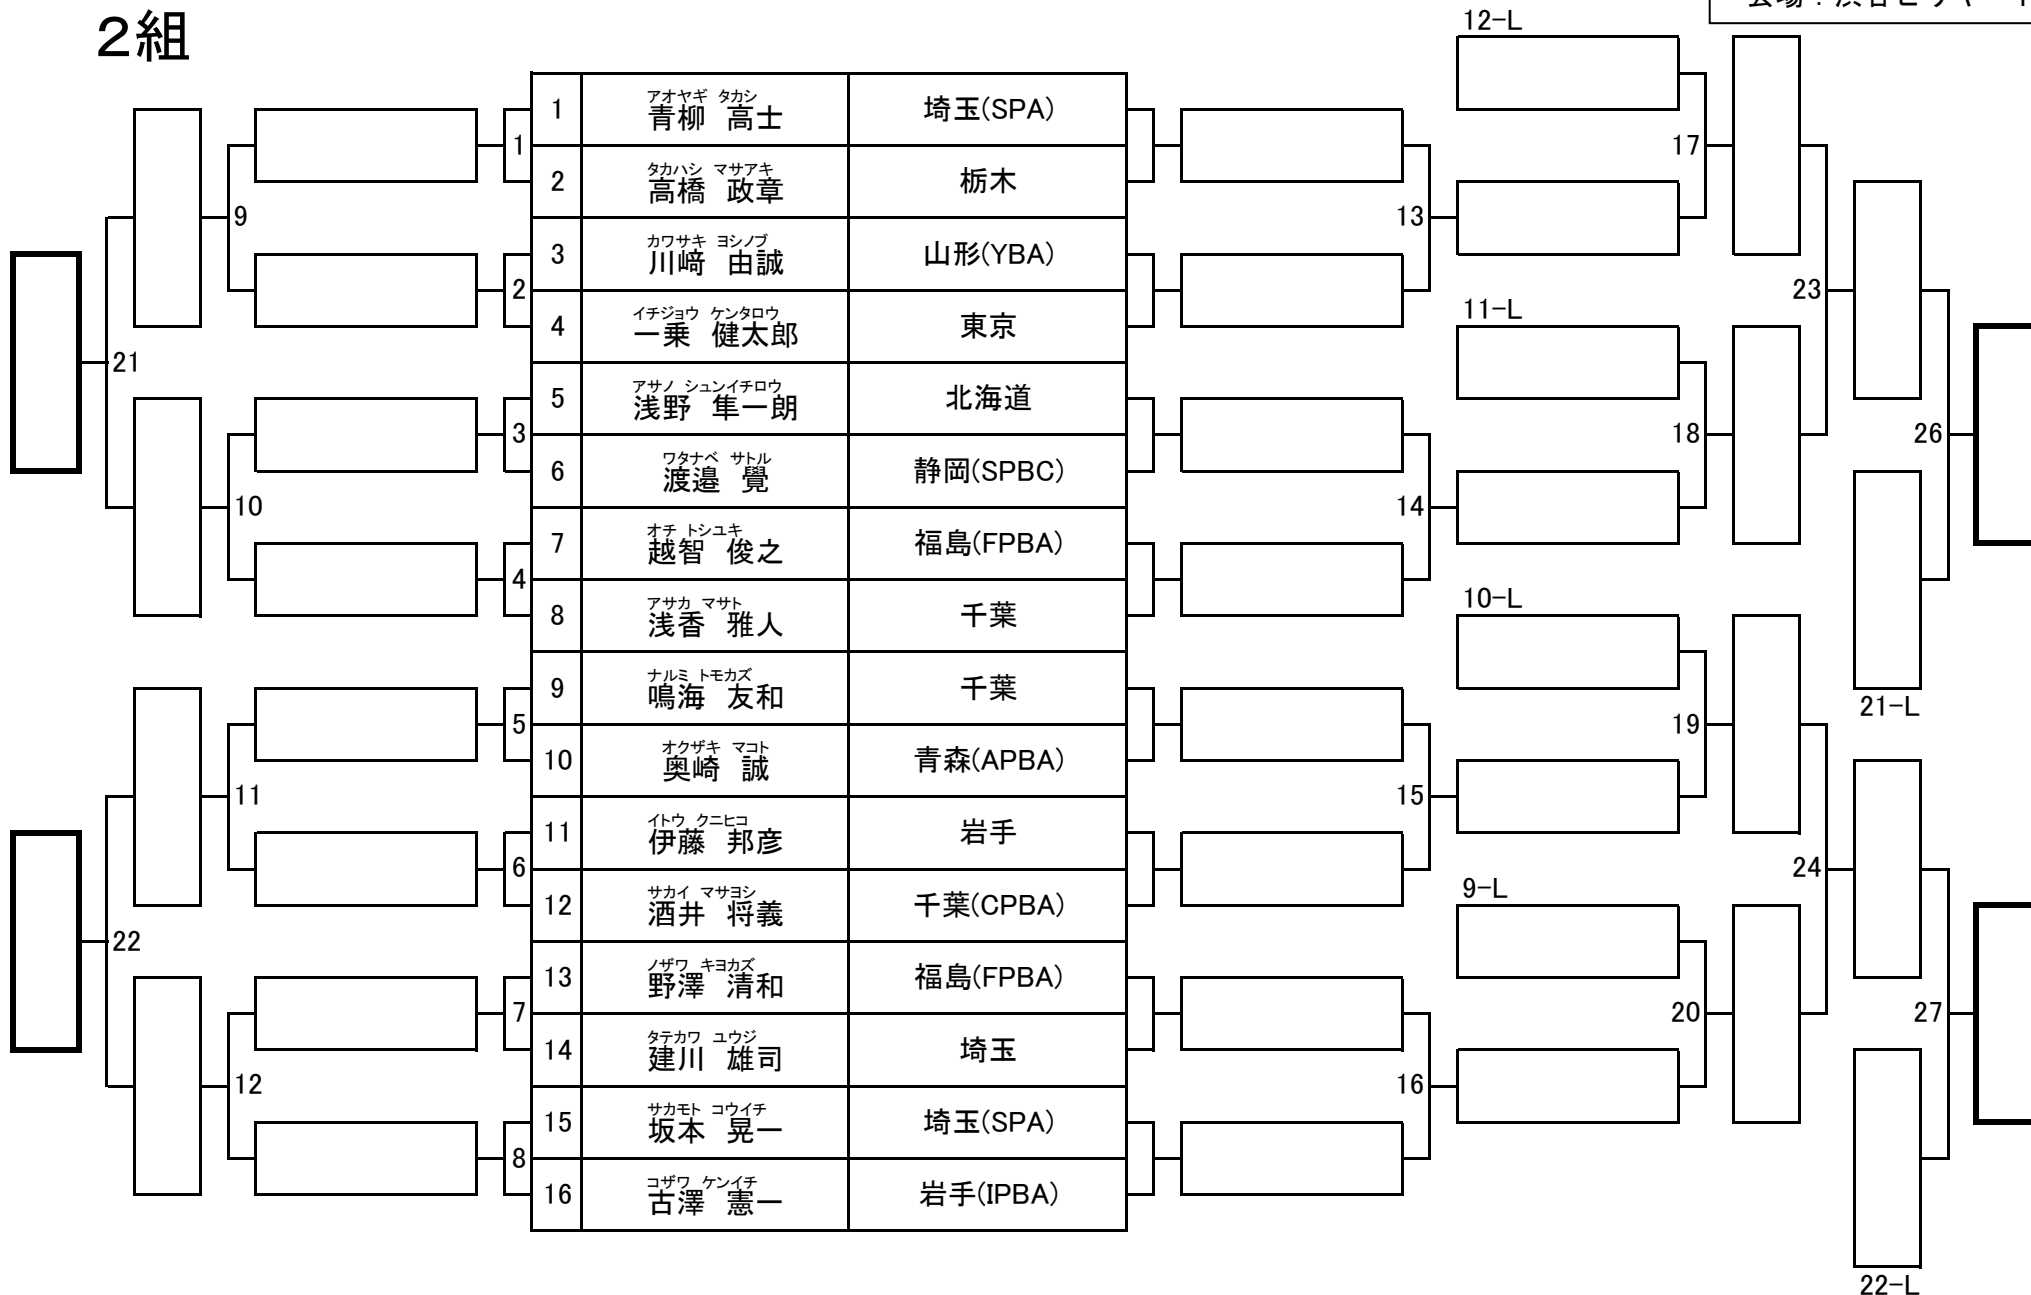 2組
12-L
1 アオヤギ タカシ 埼玉(SPA)
青柳 高士
1
17
2 タカハシ マサアキ 栃木
高橋 政章
9
13
3 カワサキ ヨシノブ 山形(YBA)
川﨑 由誠
2
23
11-L
4 イチジョウ ケンタロウ 東京
一乗 健太郎
21
5 アサノ シュンイチロウ 北海道
浅野 隼一朗
3
18
26
6 ワタナベ サトル 静岡(SPBC)
渡邉 覺
10
14
7 オチ トシユキ 福島(FPBA)
越智 俊之
4
10-L
8 アサカ マサト 千葉
浅香 雅人
9 ナルミ トモカズ 千葉
鳴海 友和
21-L
5
19
10 オクザキ マコト 青森(APBA)
奥崎 誠
11
15
11 イトウ クニヒコ 岩手
伊藤 邦彦
6
24
9-L
12 サカイ マサヨシ 千葉(CPBA)
酒井 将義
22
13 ノザワ キヨカズ 福島(FPBA)
野澤 清和
7
20
27
14 タテカワ ユウジ 埼玉
建川 雄司
12
16
15 サカモト コウイチ 埼玉(SPA)
坂本 晃一
8
16 コザワ ケンイチ 岩手(IPBA)
古澤 憲一
22-L